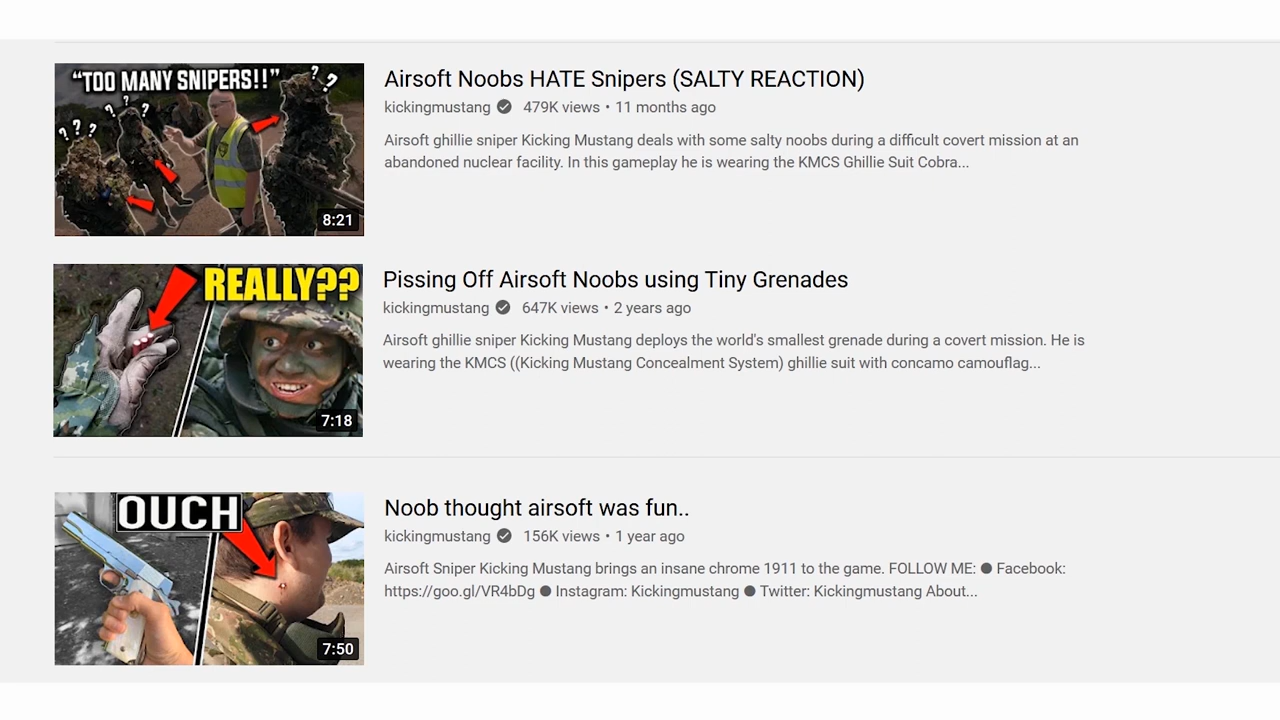 "TOO MANY SNIPERS!!"
? ?
? ? ?
? ? ?
8:21
Airsoft Noobs HATE Snipers (SALTY REACTION)
kickingmustang 479K views • 11 months ago
Airsoft ghillie sniper Kicking Mustang deals with some salty noobs during a difficult covert mission at an
abandoned nuclear facility. In this gameplay he is wearing the KMCS Ghillie Suit Cobra...
REALLY??
7:18
Pissing Off Airsoft Noobs using Tiny Grenades
kickingmustang 647K views • 2 years ago
Airsoft ghillie sniper Kicking Mustang deploys the world's smallest grenade during a covert mission. He is
wearing the KMCS ((Kicking Mustang Concealment System) ghillie suit with concamo camouflag...
OUCH
7:50
Noob thought airsoft was fun..
kickingmustang 156K views • 1 year ago
Airsoft Sniper Kicking Mustang brings an insane chrome 1911 to the game. FOLLOW ME: ● Facebook:
https://goo.gl/VR4bDg ● Instagram: Kickingmustang ● Twitter: Kickingmustang About...